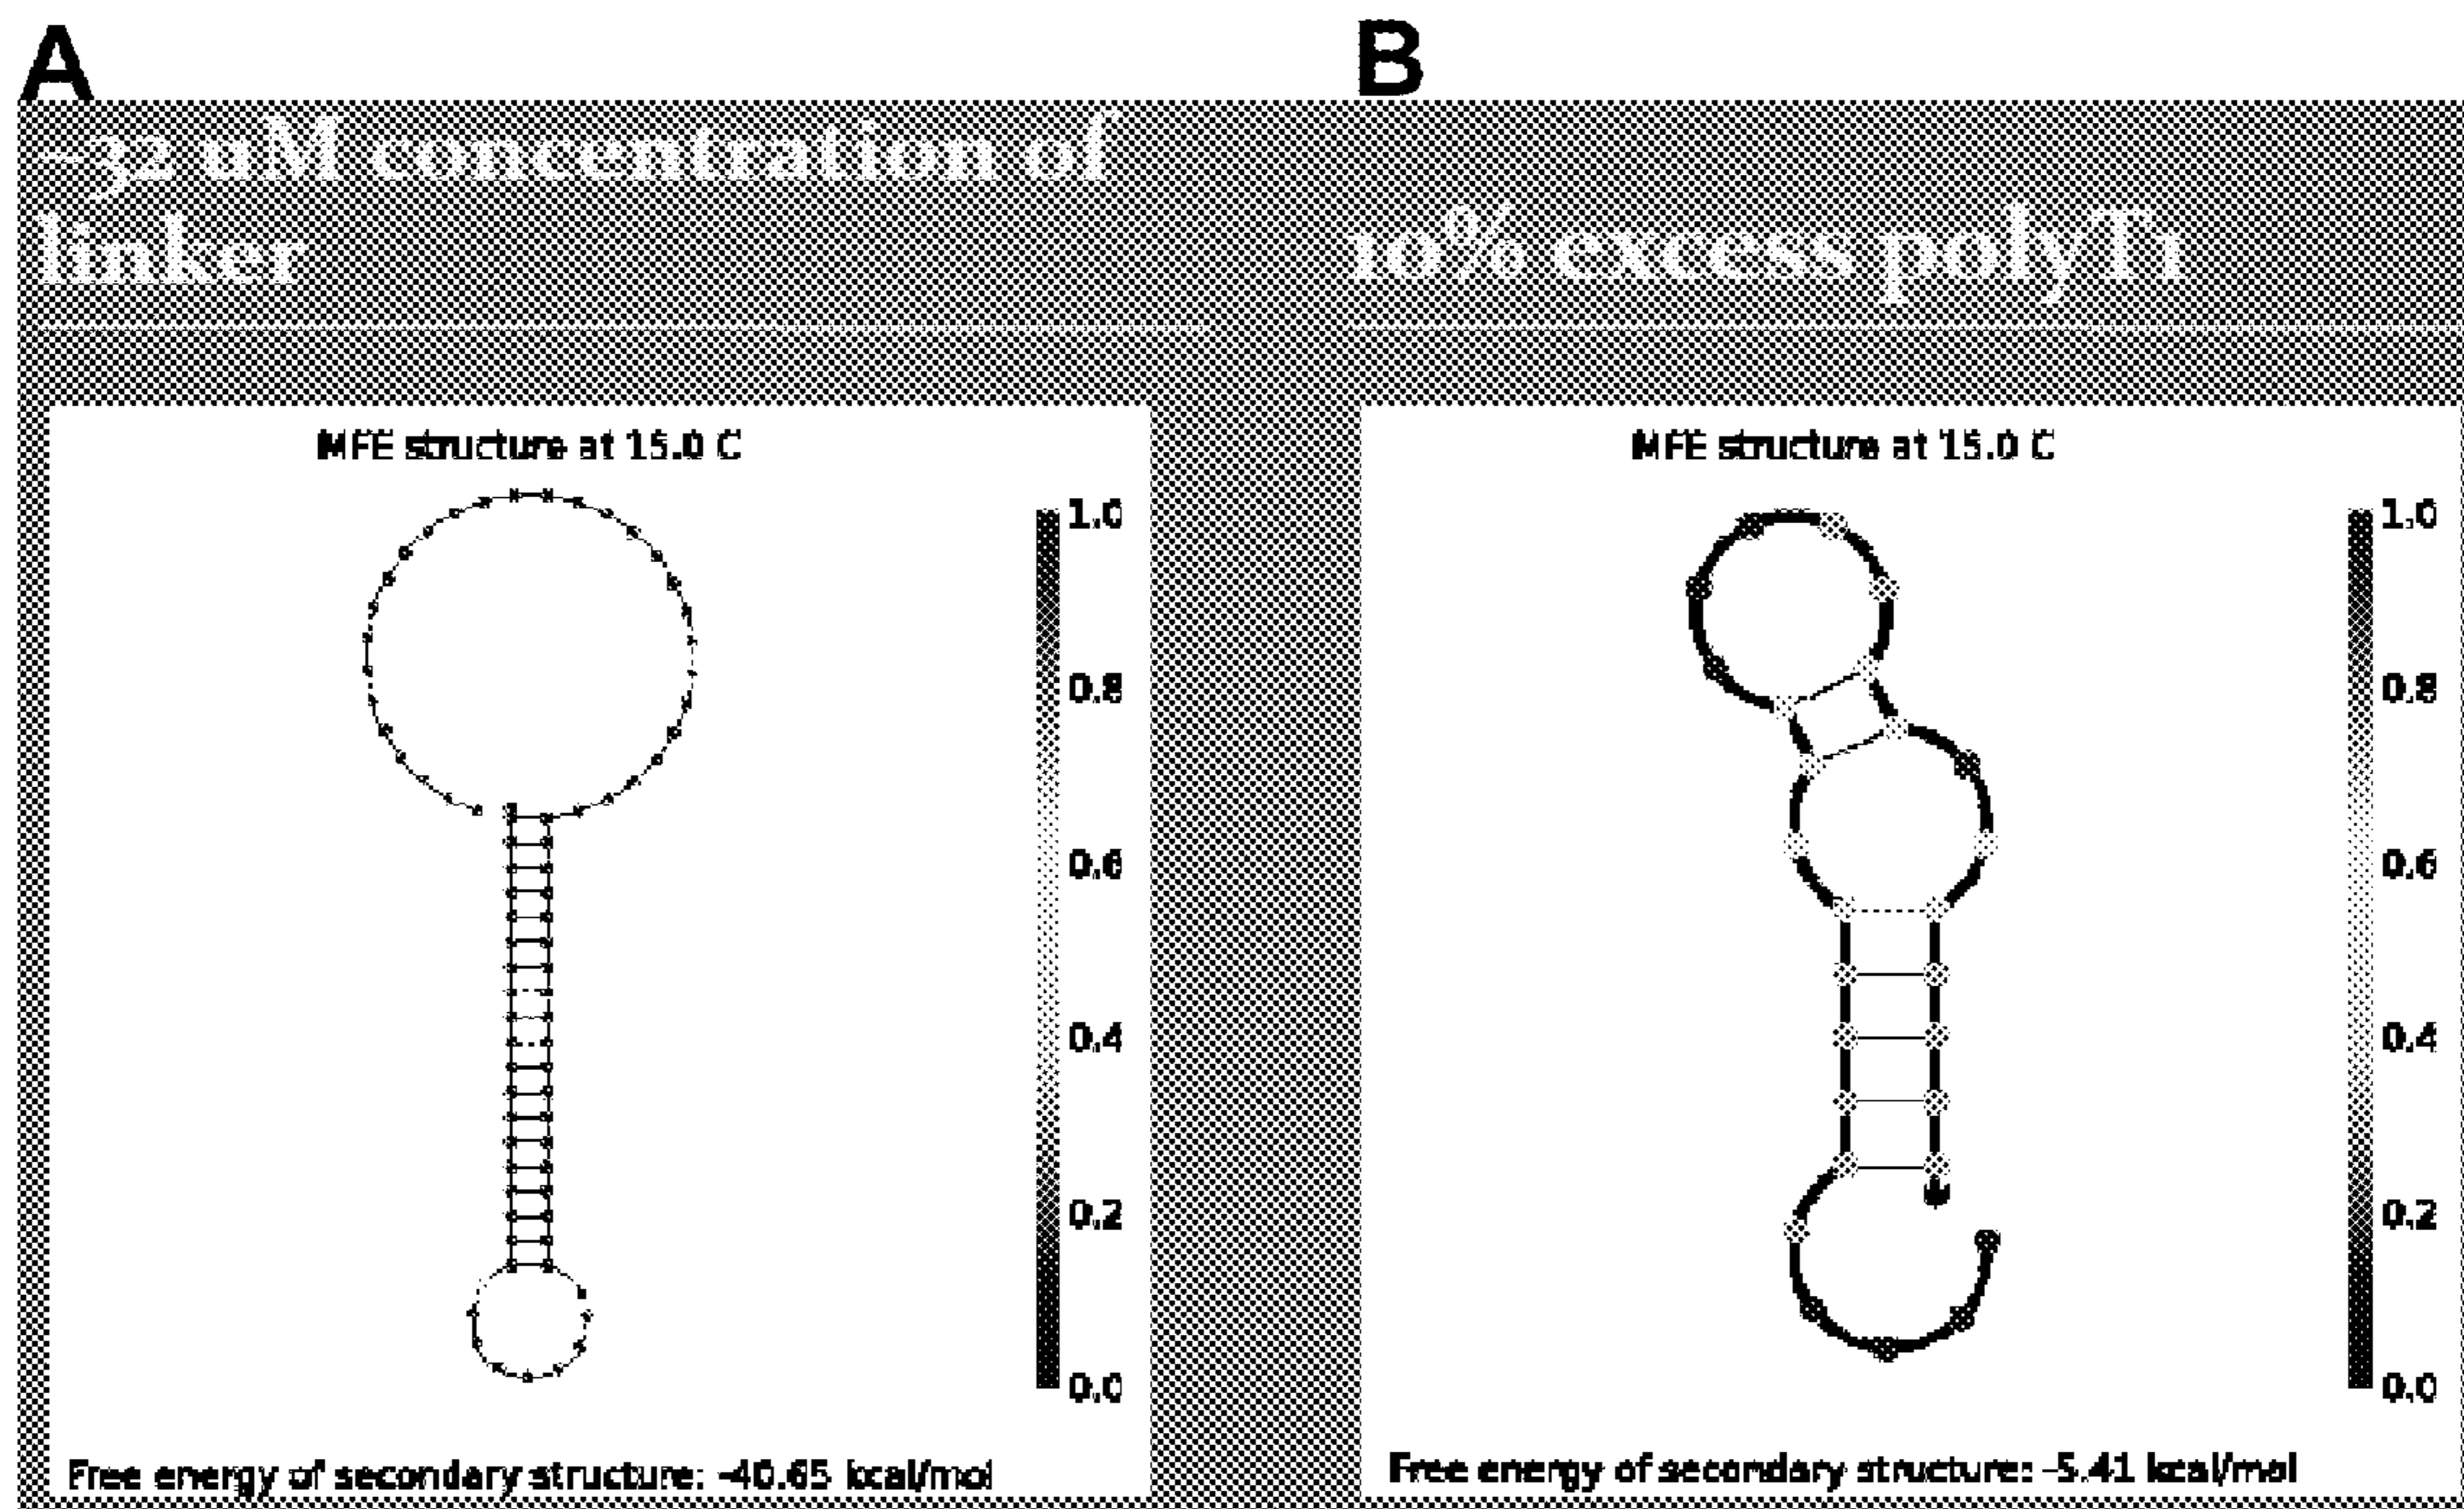 A
~32 uM concentration of
linker
MFE structure at 15.0 C
1.0
0.8
0.6
0.4
0.2
0.0
Free energy of secondary structure: -40.65 kcal/mol
B
10% excess polyT1
MFE structure at 15.0 C
1.0
0.8
0.6
0.4
0.2
0.0
Free energy of secondary structure: -5.41 kcal/mol